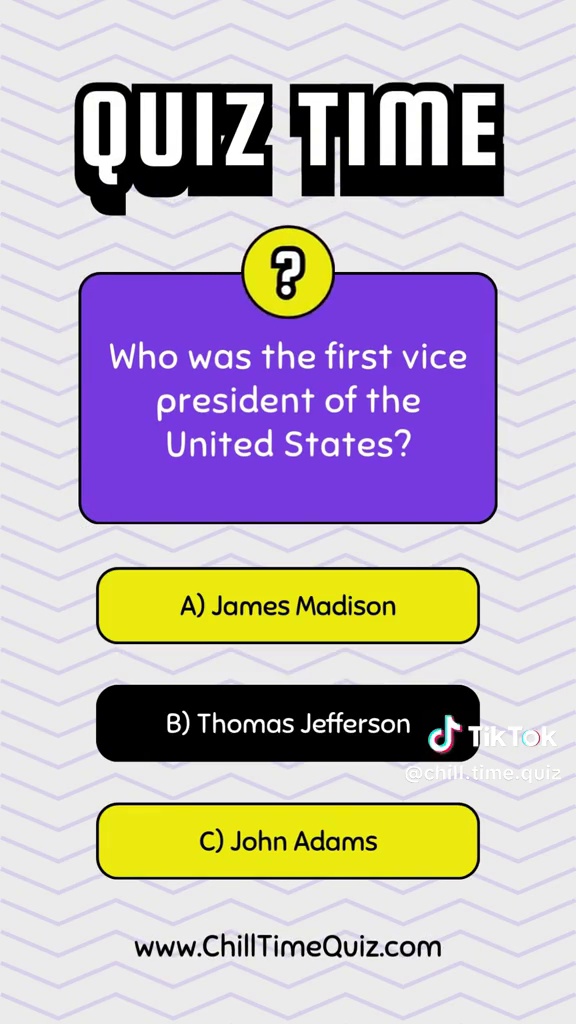 QUIZ TIME
?
Who was the first vice
president of the
United States?
A) James Madison
B) Thomas Jefferson
TikTok
@chill.time.quiz
C) John Adams
www.ChillTimeQuiz.com